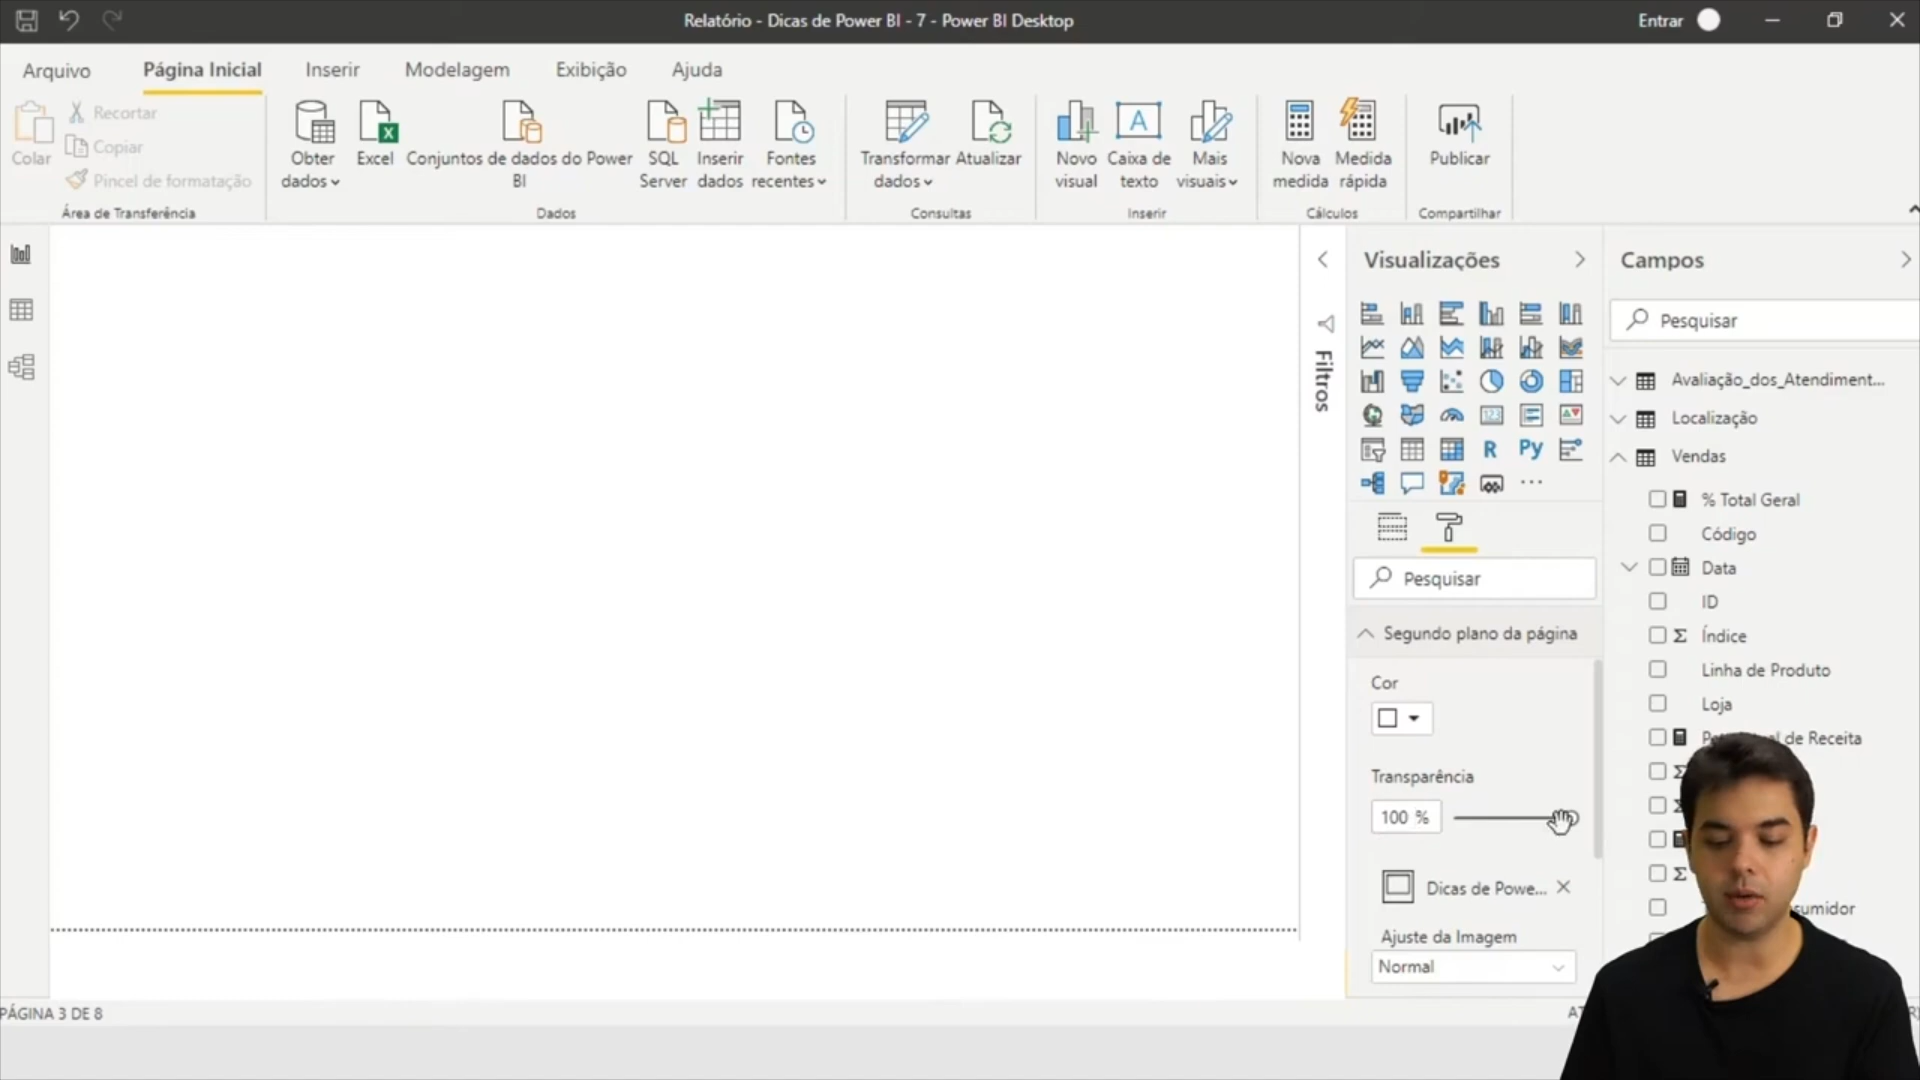 Relatório - Dicas de Power BI - 7 - Power BI Desktop
Entrar
Arquivo
Página Inicial
Inserir
Modelagem
Exibição
Ajuda
Colar
Recortar
Copiar
Pincel de formatação
Área de Transferência
Obter dados
Excel
Conjuntos de dados do Power BI
SQL Server
Inserir dados
Fontes recentes
Dados
Transformar dados
Atualizar
Consultas
Novo visual
Caixa de texto
Mais visuais
Inserir
Nova medida
Medida rápida
Cálculos
Publicar
Compartilhar
Filtros
Visualizações
R
Py
Pesquisar
Segundo plano da página
Cor
Transparência
100 %
Dicas de Powe...
Ajuste da Imagem
Normal
Campos
Pesquisar
Avaliação_dos_Atendiment...
Localização
Vendas
% Total Geral
Código
Data
ID
Índice
Linha de Produto
Loja
de Receita
PÁGINA 3 DE 8